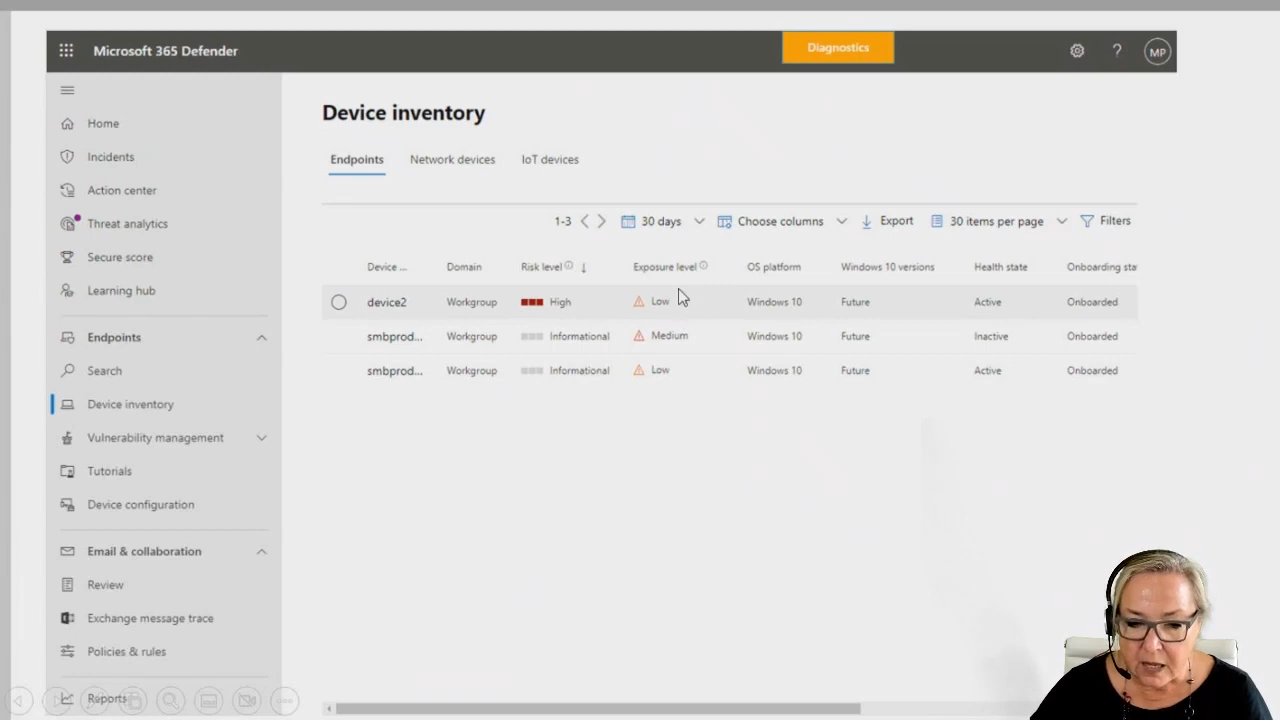 Microsoft 365 Defender
Diagnostics
?
MP
Home
Incidents
Action center
Threat analytics
Secure score
Learning hub
Endpoints
Search
Device inventory
Vulnerability management
Tutorials
Device configuration
Email & collaboration
Review
Exchange message trace
Policies & rules
Reports
Device inventory
Endpoints Network devices IoT devices
1-3 30 days Choose columns Export 30 items per page Filters
Device ... Domain Risk level Exposure level OS platform Windows 10 versions Health state Onboarding sta
device2 Workgroup High Low Windows 10 Future Active Onboarded
smbprod... Workgroup Informational Medium Windows 10 Future Inactive Onboarded
smbprod... Workgroup Informational Low Windows 10 Future Active Onboarded